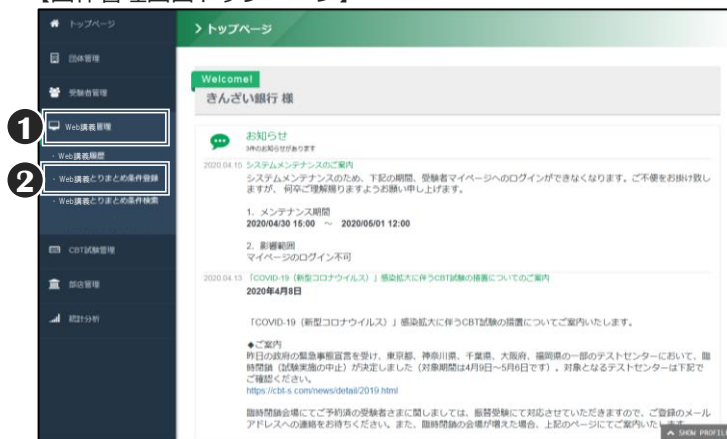 【団体管理画面トップページ】
トップページ
団体管理
受験者管理
1
Web講義管理
・Web講義履歴
2
・Web講義とりまとめ条件登録
・Web講義とりまとめ条件検索
CBT試験管理
部店管理
統計分析
> トップページ
Welcome!
きんざい銀行 様
お知らせ
3件のお知らせがあります
2020.04.15 システムメンテナンスのご案内
システムメンテナンスのため、下記の期間、受験者マイページへのログインができなくなります。ご不便をお掛け致し
ますが、 何卒ご理解賜りますようお願い申し上げます。
1. メンテナンス期間
2020/04/30 15:00 ～ 2020/05/01 12:00
2. 影響範囲
マイページのログイン不可
2020.04.13 「COVID-19（新型コロナウイルス）」感染拡大に伴うCBT試験の措置についてのご案内
2020年4月8日
「COVID-19（新型コロナウイルス）」感染拡大に伴うCBT試験の措置についてご案内いたします。
◆ご案内
昨日の政府の緊急事態宣言を受け、東京都、神奈川県、千葉県、大阪府、福岡県の一部のテストセンターにおいて、臨
時閉鎖（試験実施の中止）が決定しました（対象期間は4月9日～5月6日です）。対象となるテストセンターは下記で
ご確認ください。
https://cbt-s.com/news/detail/2019.html
臨時閉鎖会場にてご予約済の受験者さまに関しましては、振替受験にて対応させていただきますので、ご登録のメール
アドレスへの連絡をお待ちください。また、臨時閉鎖の会場が増えた場合、上記のページにてご案内いたします。
SHOW PROFILE